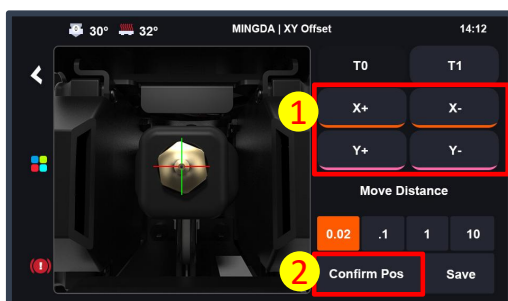 30° 32° MINGDA | XY Offset 14:12
T0 T1
1 X+ X-
Y+ Y-
Move Distance
0.02 .1 1 10
2 Confirm Pos Save